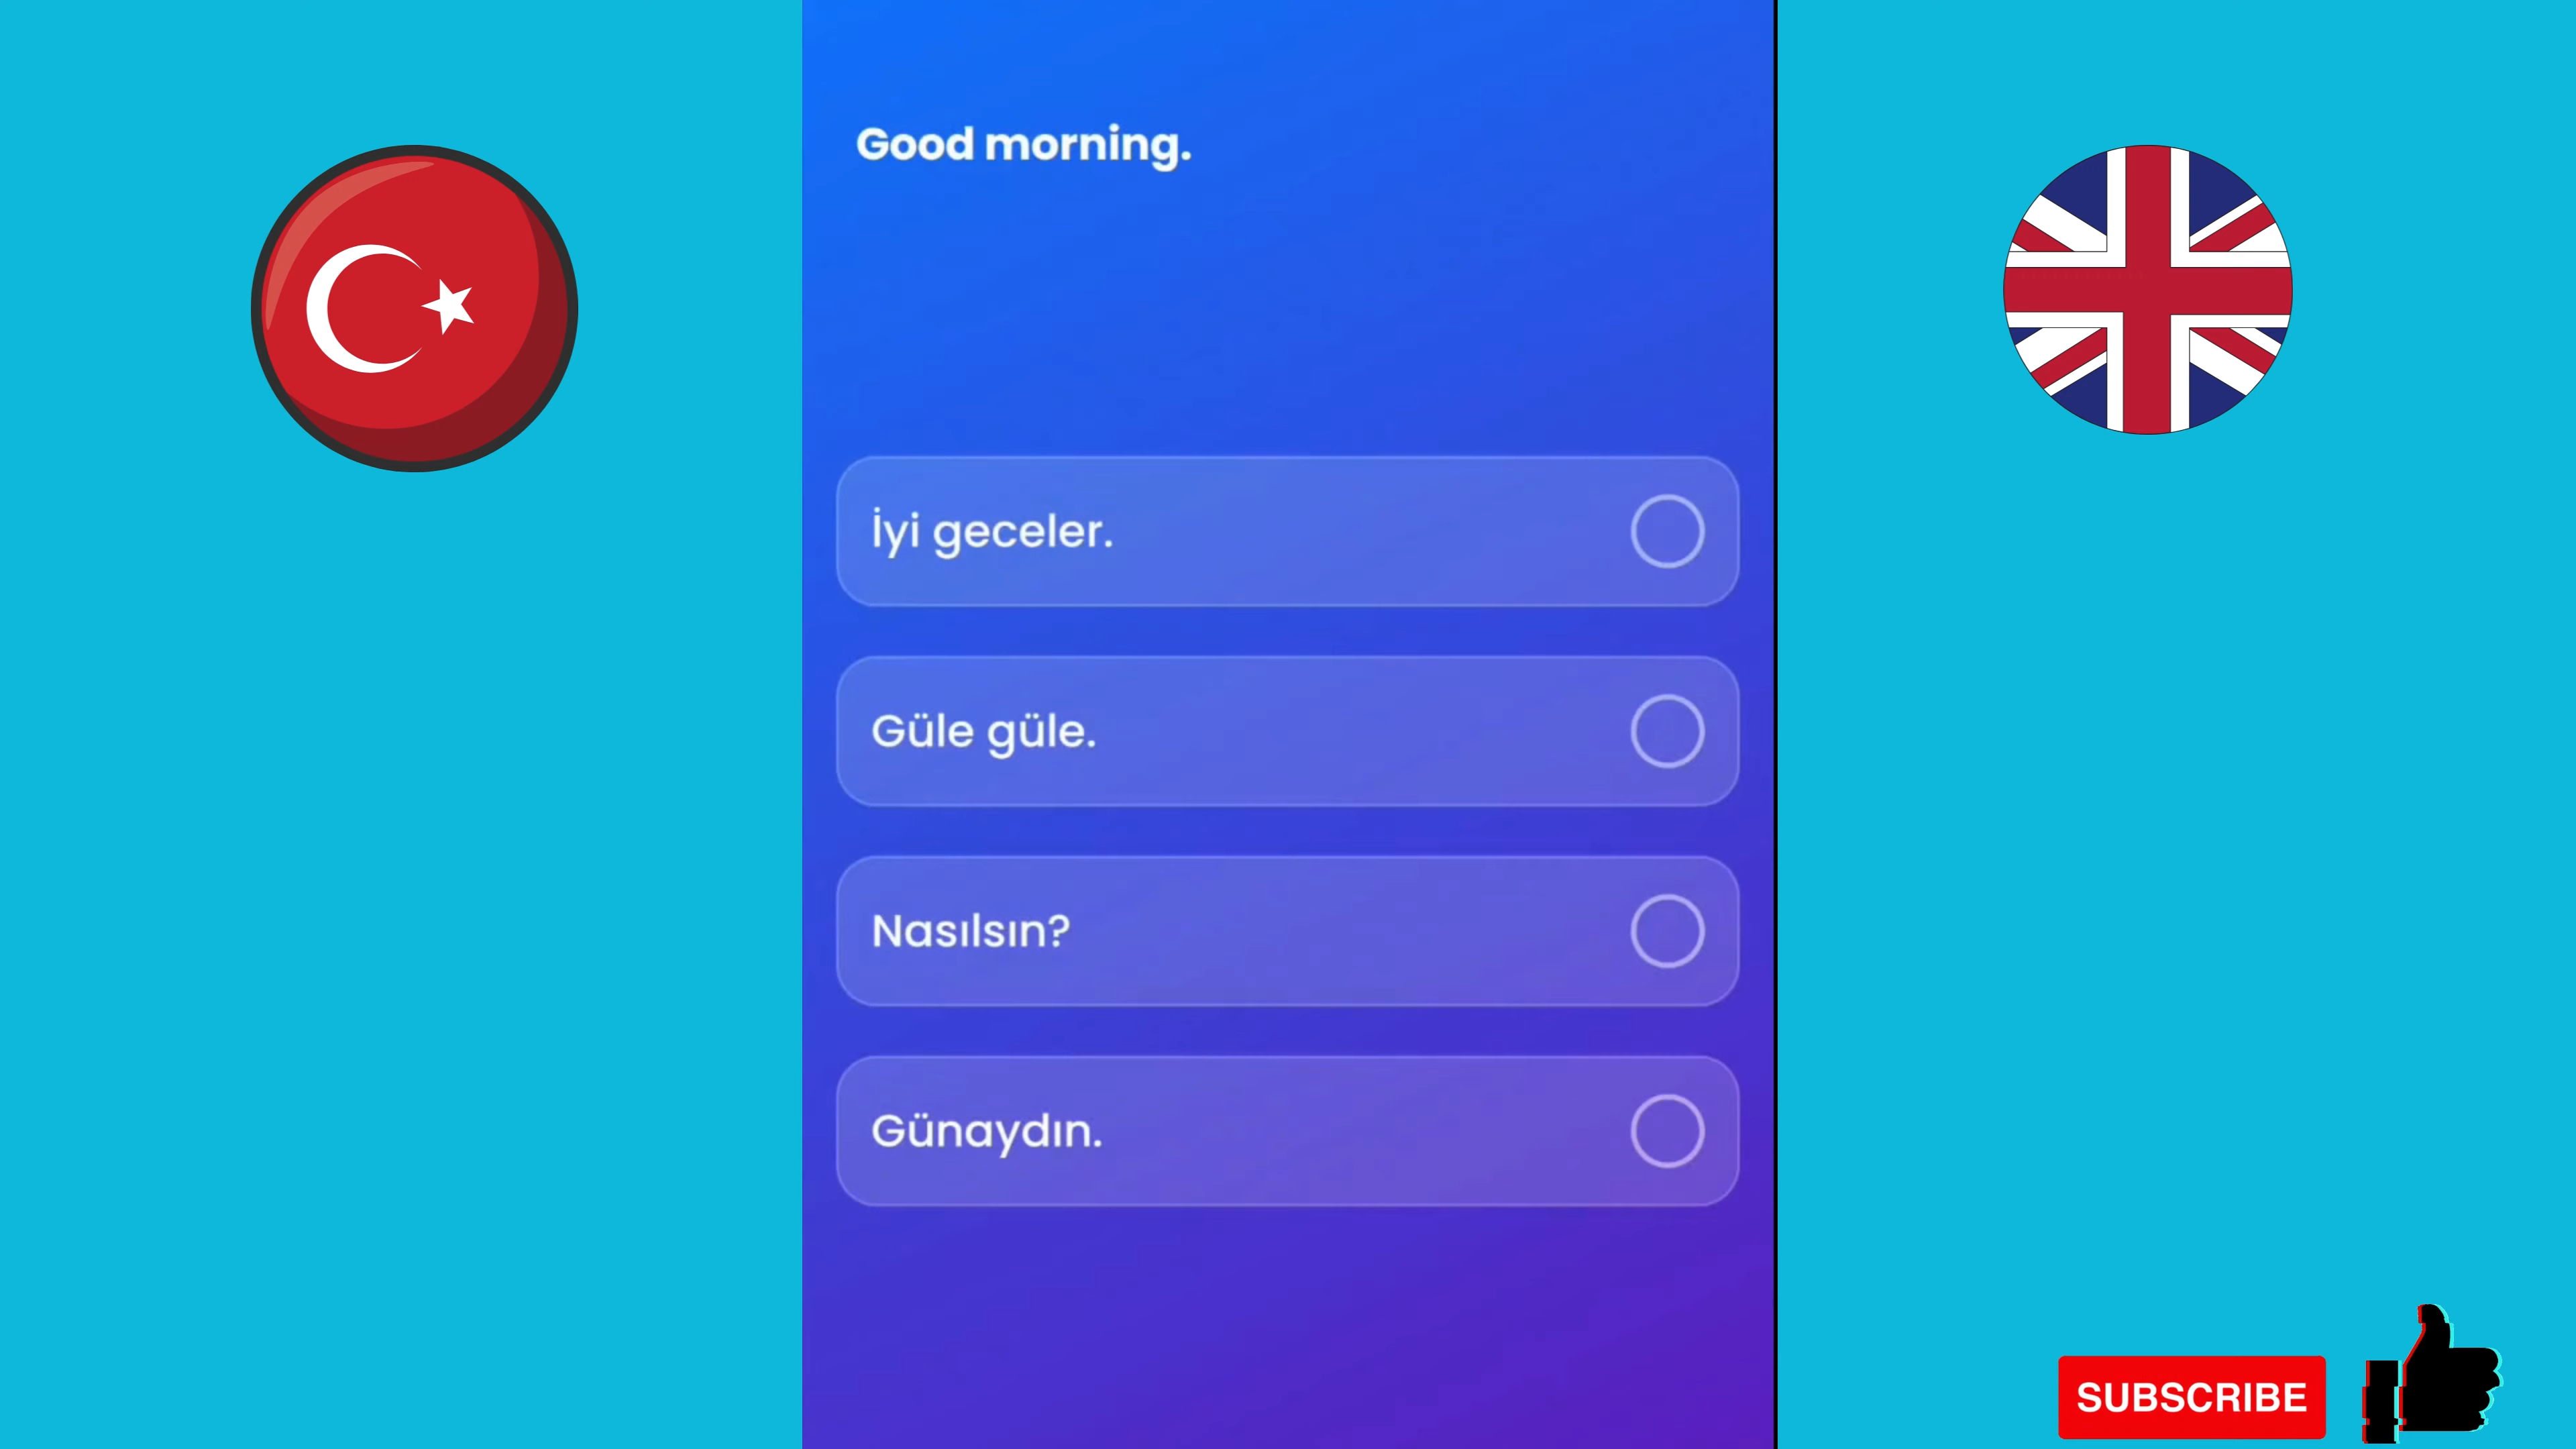 Good morning.
İyi geceler.
Güle güle.
Nasılsın?
Günaydın.
SUBSCRIBE